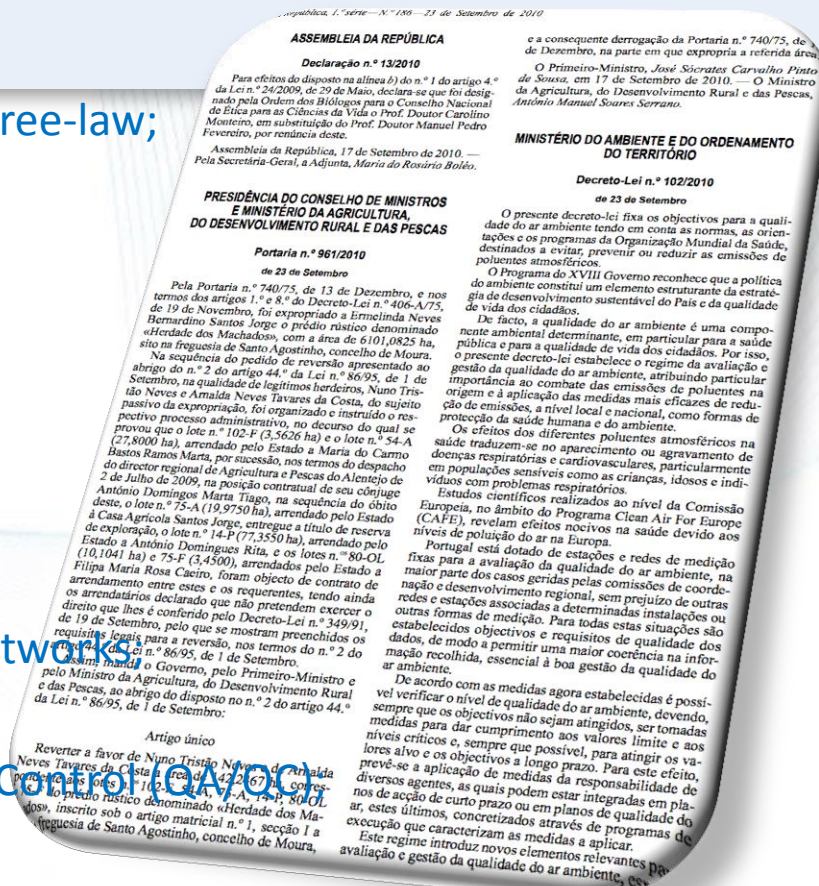 República, 1.ª série — N.º 186 — 23 de Setembro de 2010
ASSEMBLEIA DA REPÚBLICA
Declaração n.º 13/2010
Para efeitos do disposto na alínea b) do n.º 1 do artigo 4.º
da Lei n.º 24/2009, de 29 de Maio, declara-se que foi desig-
nado pela Ordem dos Biólogos para o Conselho Nacional
de Ética para as Ciências da Vida o Prof. Doutor Carolino
Monteiro, em substituição do Prof. Doutor Manuel Pedro
Fevereiro, por renúncia deste.
Assembleia da República, 17 de Setembro de 2010. —
Pela Secretária-Geral, a Adjunta, Maria do Rosário Boléo.
PRESIDÊNCIA DO CONSELHO DE MINISTROS
E MINISTÉRIO DA AGRICULTURA,
DO DESENVOLVIMENTO RURAL E DAS PESCAS
Portaria n.º 961/2010
de 23 de Setembro
Pela Portaria n.º 740/75, de 13 de Dezembro, e nos
termos dos artigos 1.º e 8.º do Decreto-Lei n.º 406-A/75,
de 19 de Novembro, foi expropriado a Ermelinda Neves
Bernardino Santos Jorge o prédio rústico denominado
«Herdade dos Machados», com a área de 6101,0825 ha,
sito na freguesia de Santo Agostinho, concelho de Moura.
Na sequência do pedido de reversão apresentado ao
abrigo do n.º 2 do artigo 44.º da Lei n.º 86/95, de 1 de
Setembro, na qualidade de legítimos herdeiros, Nuno Tris-
tão Neves e Arnalda Neves Tavares da Costa, do sujeito
passivo da expropriação, foi organizado e instruído o res-
pectivo processo administrativo, no decurso do qual se
provou que o lote n.º 102-F (3,5626 ha) e o lote n.º 54-A
(27,8000 ha), arrendado pelo Estado a Maria do Carmo
Bastos Ramos Marta, por sucessão, nos termos do despacho
do director regional de Agricultura e Pescas do Alentejo de
2 de Julho de 2009, na posição contratual de seu cônjuge
António Domingos Marta Tiago, na sequência do óbito
deste, o lote n.º 75-A (19,9750 ha), arrendado pelo Estado
à Casa Agrícola Santos Jorge, entregue a título de reserva
de exploração, o lote n.º 14-P (77,3550 ha), arrendado pelo
Estado a António Domingues Rita, e os lotes n.ºs 80-OL
(10,1041 ha) e 75-F (3,4500), arrendados pelo Estado a
Filipa Maria Rosa Caeiro, foram objecto de contrato de
arrendamento entre estes e os requerentes, tendo ainda
os arrendatários declarado que não pretendem exercer o
direito que lhes é conferido pelo Decreto-Lei n.º 349/91,
de 19 de Setembro, pelo que se mostram preenchidos os
requisitos legais para a reversão, nos termos do n.º 2 do
artigo 44.º da Lei n.º 86/95, de 1 de Setembro.
Assim, manda o Governo, pelo Primeiro-Ministro e
pelo Ministro da Agricultura, do Desenvolvimento Rural
e das Pescas, ao abrigo do disposto no n.º 2 do artigo 44.º
da Lei n.º 86/95, de 1 de Setembro:
Artigo único
Reverter a favor de Nuno Tristão Neves e de Arnalda
Neves Tavares da Costa a área de 142,2467 ha, corres-
pondente aos lotes 102-F, 54-A, 75-A, 14-P, 80-OL
do prédio rústico denominado «Herdade dos Ma-
dos», inscrito sob o artigo matricial n.º 1, secção I a
freguesia de Santo Agostinho, concelho de Moura,
e a consequente derrogação da Portaria n.º 740/75, de
de Dezembro, na parte em que expropria a referida área
O Primeiro-Ministro, José Sócrates Carvalho Pinto
de Sousa, em 17 de Setembro de 2010. — O Ministro
da Agricultura, do Desenvolvimento Rural e das Pescas,
António Manuel Soares Serrano.
MINISTÉRIO DO AMBIENTE E DO ORDENAMENTO
DO TERRITÓRIO
Decreto-Lei n.º 102/2010
de 23 de Setembro
O presente decreto-lei fixa os objectivos para a quali-
dade do ar ambiente tendo em conta as normas, as orien-
tações e os programas da Organização Mundial da Saúde,
destinados a evitar, prevenir ou reduzir as emissões de
poluentes atmosféricos.
O Programa do XVIII Governo reconhece que a política
do ambiente constitui um elemento estruturante da estraté-
gia de desenvolvimento sustentável do País e da qualidade
de vida dos cidadãos.
De facto, a qualidade do ar ambiente é uma compo-
nente ambiental determinante, em particular para a saúde
pública e para a qualidade de vida dos cidadãos. Por isso,
o presente decreto-lei estabelece o regime da avaliação e
gestão da qualidade do ar ambiente, atribuindo particular
importância ao combate das emissões de poluentes na
origem e à aplicação das medidas mais eficazes de redu-
ção de emissões, a nível local e nacional, como formas de
protecção da saúde humana e do ambiente.
Os efeitos dos diferentes poluentes atmosféricos na
saúde traduzem-se no aparecimento ou agravamento de
doenças respiratórias e cardiovasculares, particularmente
em populações sensíveis como as crianças, idosos e indi-
víduos com problemas respiratórios.
Estudos científicos realizados ao nível da Comissão
Europeia, no âmbito do Programa Clean Air For Europe
(CAFE), revelam efeitos nocivos na saúde devido aos
níveis de poluição do ar na Europa.
Portugal está dotado de estações e redes de medição
fixas para a avaliação da qualidade do ar ambiente, na
maior parte dos casos geridas pelas comissões de coorde-
nação e desenvolvimento regional, sem prejuízo de outras
redes e estações associadas a determinadas instalações ou
outras formas de medição. Para todas estas situações são
estabelecidos objectivos e requisitos de qualidade dos
dados, de modo a permitir uma maior coerência na infor-
mação recolhida, essencial à boa gestão da qualidade do
ar ambiente.
De acordo com as medidas agora estabelecidas é possí-
vel verificar o nível de qualidade do ar ambiente, devendo,
sempre que os objectivos não sejam atingidos, ser tomadas
medidas para dar cumprimento aos valores limite e aos
níveis críticos e, sempre que possível, para atingir os va-
lores alvo e os objectivos a longo prazo. Para este efeito,
prevê-se a aplicação de medidas da responsabilidade de
diversos agentes, as quais podem estar integradas em pla-
nos de acção de curto prazo ou em planos de qualidade do
ar, estes últimos, concretizados através de programas de
execução que caracterizam as medidas a aplicar.
Este regime introduz novos elementos relevantes pa
avaliação e gestão da qualidade do ar ambiente,
ree-law;
tworks;
Control (QA/QC);